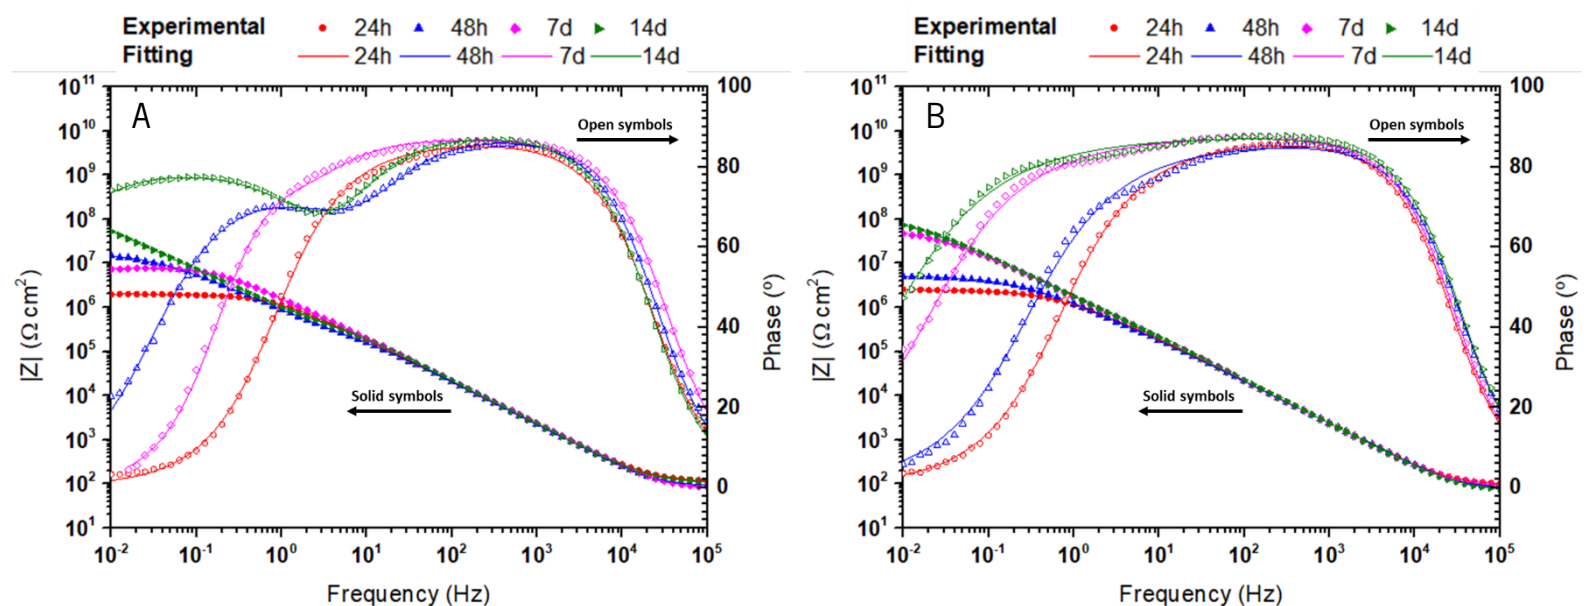 Experimental 24h 48h 7d 14d
Fitting 24h 48h 7d 14d
A
Open symbols
Solid symbols
10¹¹
10¹⁰
10⁹
10⁸
10⁷
10⁶
10⁵
10⁴
10³
10²
10¹
|Z| (Ω cm²)
100
80
60
40
20
0
Phase (º)
10⁻² 10⁻¹ 10⁰ 10¹ 10² 10³ 10⁴ 10⁵
Frequency (Hz)
Experimental 24h 48h 7d 14d
Fitting 24h 48h 7d 14d
B
Open symbols
Solid symbols
10¹¹
10¹⁰
10⁹
10⁸
10⁷
10⁶
10⁵
10⁴
10³
10²
10¹
|Z| (Ω cm²)
100
80
60
40
20
0
Phase (º)
10⁻² 10⁻¹ 10⁰ 10¹ 10² 10³ 10⁴ 10⁵
Frequency (Hz)